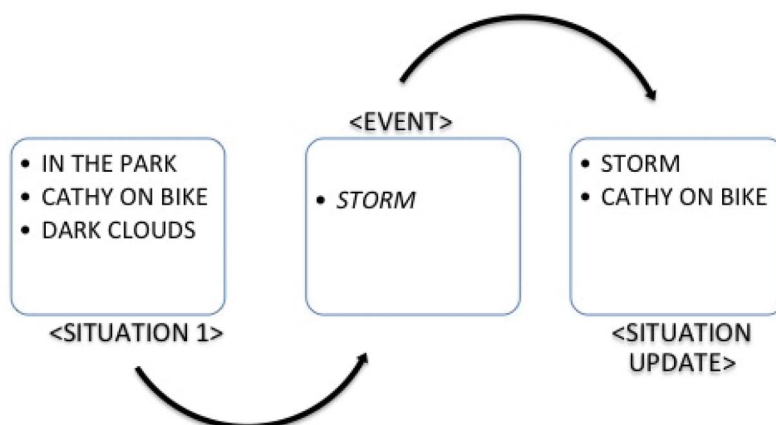 <EVENT>
• IN THE PARK
• CATHY ON BIKE
• DARK CLOUDS
• STORM
• STORM
• CATHY ON BIKE
<SITUATION 1>
<SITUATION
UPDATE>